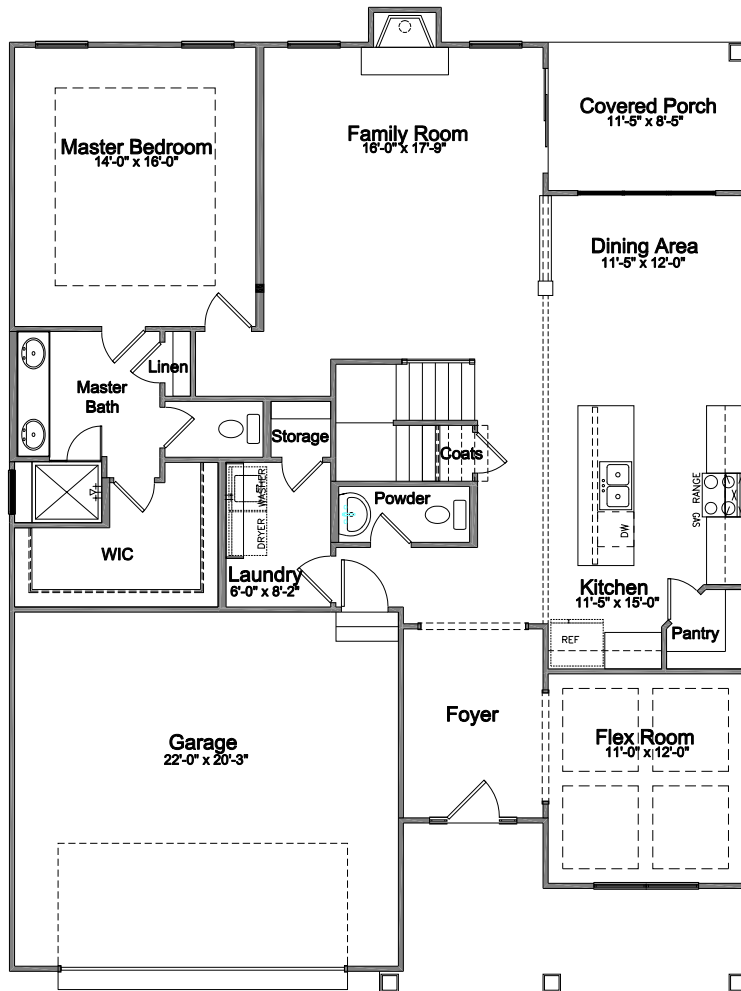 Covered Porch
11'-5" x 8'-5"
Family Room
16'-0" x 17'-9"
Master Bedroom
14'-0" x 16'-0"
Dining Area
11'-5" x 12'-0"
Linen
Master
Bath
Storage
Coats
WASHER
DRYER
Powder
RANGE
GAS
DW
WIC
Laundry
6'-0" x 8'-2"
Kitchen
11'-5" x 15'-0"
REF
Pantry
Foyer
Garage
22'-0" x 20'-3"
Flex Room
11'-0" x 12'-0"